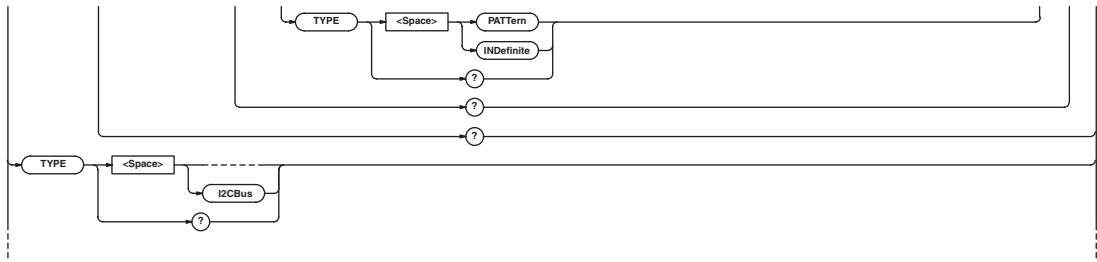 TYPE <Space> PATTern
INDefinite
?
?
?
TYPE <Space>
I2CBus
?